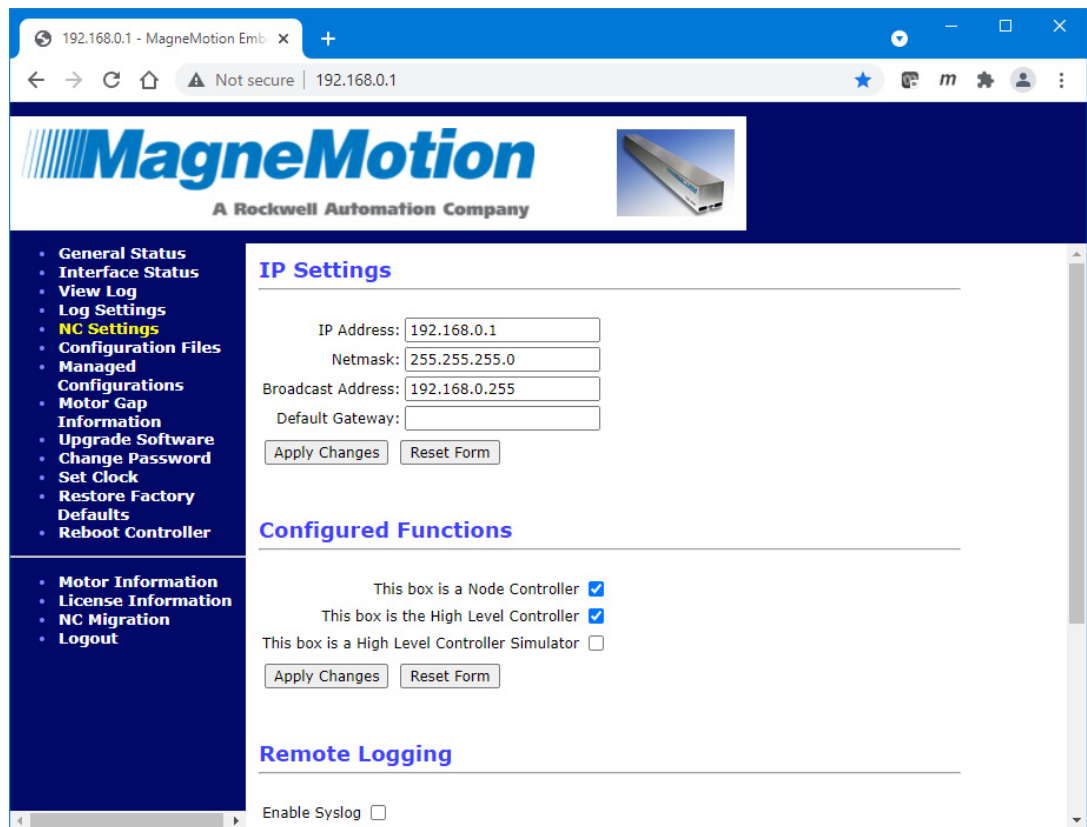 192.168.0.1 - MagneMotion Emb
Not secure | 192.168.0.1
MagneMotion
A Rockwell Automation Company
General Status
Interface Status
View Log
Log Settings
NC Settings
Configuration Files
Managed
Configurations
Motor Gap
Information
Upgrade Software
Change Password
Set Clock
Restore Factory
Defaults
Reboot Controller
Motor Information
License Information
NC Migration
Logout
IP Settings
IP Address: 192.168.0.1
Netmask: 255.255.255.0
Broadcast Address: 192.168.0.255
Default Gateway:
Apply Changes Reset Form
Configured Functions
This box is a Node Controller
This box is the High Level Controller
This box is a High Level Controller Simulator
Apply Changes Reset Form
Remote Logging
Enable Syslog